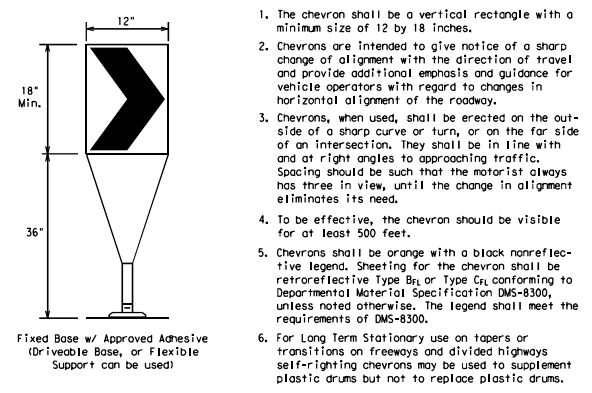 12"
18"
Min.
36"
Fixed Base w/ Approved Adhesive
(Driveable Base, or Flexible
Support can be used)
1. The chevron shall be a vertical rectangle with a
minimum size of 12 by 18 inches.
2. Chevrons are intended to give notice of a sharp
change of alignment with the direction of travel
and provide additional emphasis and guidance for
vehicle operators with regard to changes in
horizontal alignment of the roadway.
3. Chevrons, when used, shall be erected on the out-
side of a sharp curve or turn, or on the far side
of an intersection. They shall be in line with
and at right angles to approaching traffic.
Spacing should be such that the motorist always
has three in view, until the change in alignment
eliminates its need.
4. To be effective, the chevron should be visible
for at least 500 feet.
5. Chevrons shall be orange with a black nonreflec-
tive legend. Sheeting for the chevron shall be
retroreflective Type BFL or Type CFL conforming to
Departmental Material Specification DMS-8300,
unless noted otherwise. The legend shall meet the
requirements of DMS-8300.
6. For Long Term Stationary use on tapers or
transitions on freeways and divided highways
self-righting chevrons may be used to supplement
plastic drums but not to replace plastic drums.